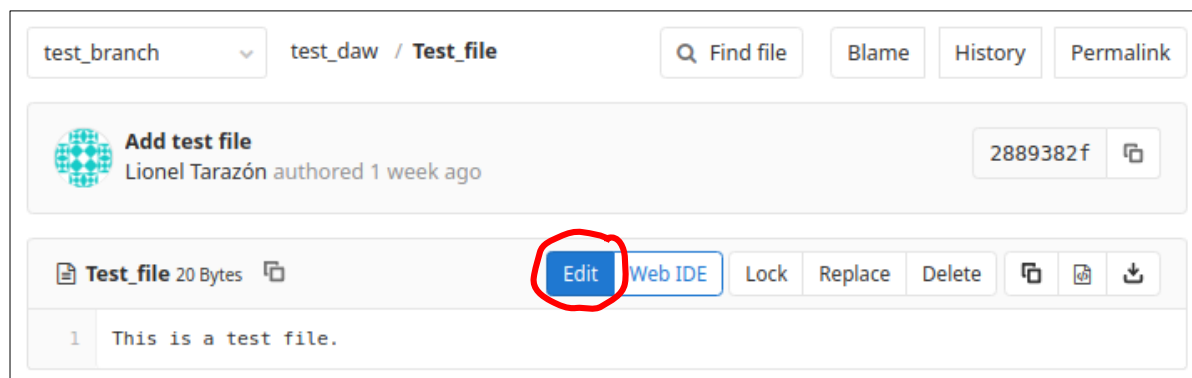 test_branch test_daw / Test_file Find file Blame History Permalink
Add test file
Lionel Tarazón authored 1 week ago 2889382f
Test_file 20 Bytes Edit Web IDE Lock Replace Delete
1 This is a test file.